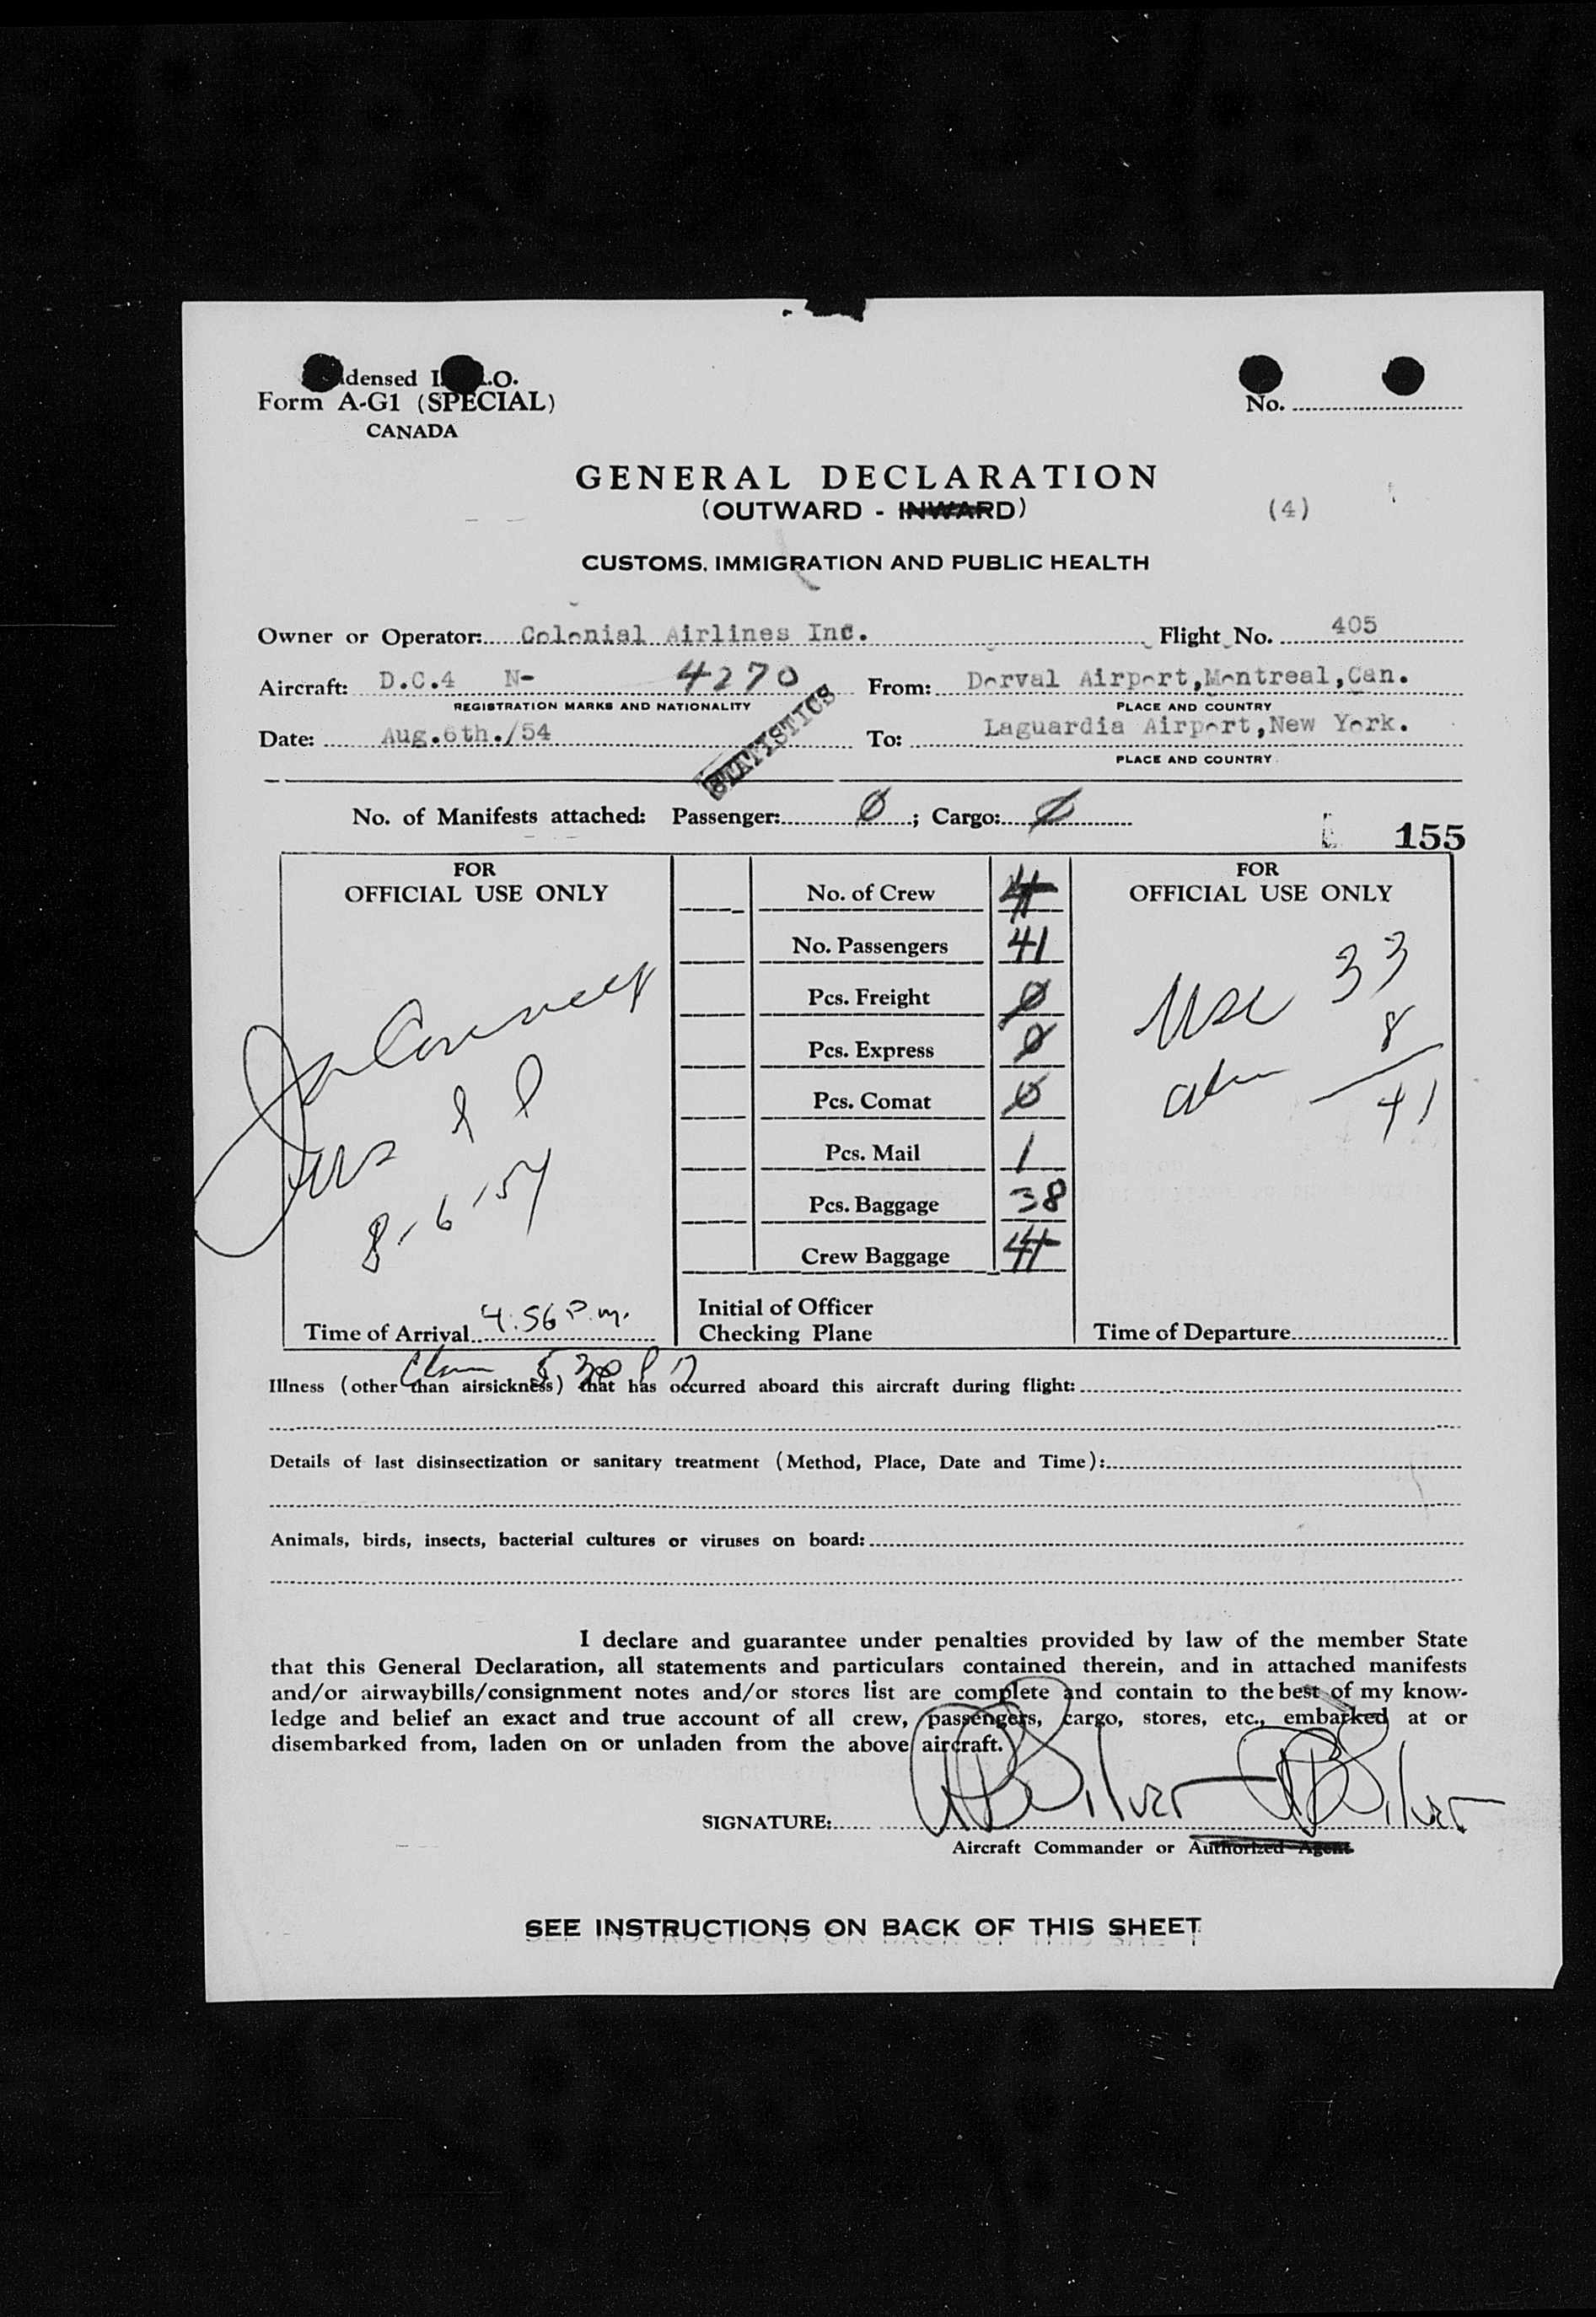 densed I. .O.
Form A-G1 (SPECIAL)
CANADA
No.
GENERAL DECLARATION
(OUTWARD - INWARD)
(4)
CUSTOMS, IMMIGRATION AND PUBLIC HEALTH
Owner or Operator: Colonial Airlines Inc. Flight No. 405
Aircraft: D.C.4 N- 4270 From: Dorval Airport,Montreal,Can.
REGISTRATION MARKS AND NATIONALITY PLACE AND COUNTRY
Date: Aug.6th./54 To: Laguardia Airport,New York.
PLACE AND COUNTRY
STATISTICS
No. of Manifests attached: Passenger: 0; Cargo: 0
155
FOR
OFFICIAL USE ONLY
8-6-54
Time of Arrival 4:56 P.m.
No. of Crew 4
No. Passengers 41
Pcs. Freight 0
Pcs. Express 0
Pcs. Comat 0
Pcs. Mail 1
Pcs. Baggage 38
Crew Baggage 4
Initial of Officer
Checking Plane
FOR
OFFICIAL USE ONLY
33
8
41
Time of Departure
Illness (other than airsickness) that has occurred aboard this aircraft during flight:
Details of last disinsectization or sanitary treatment (Method, Place, Date and Time):
Animals, birds, insects, bacterial cultures or viruses on board:
I declare and guarantee under penalties provided by law of the member State
that this General Declaration, all statements and particulars contained therein, and in attached manifests
and/or airwaybills/consignment notes and/or stores list are complete and contain to the best of my know-
ledge and belief an exact and true account of all crew, passengers, cargo, stores, etc., embarked at or
disembarked from, laden on or unladen from the above aircraft.
SIGNATURE: Silver Silver
Aircraft Commander or Authorized Agent
SEE INSTRUCTIONS ON BACK OF THIS SHEET